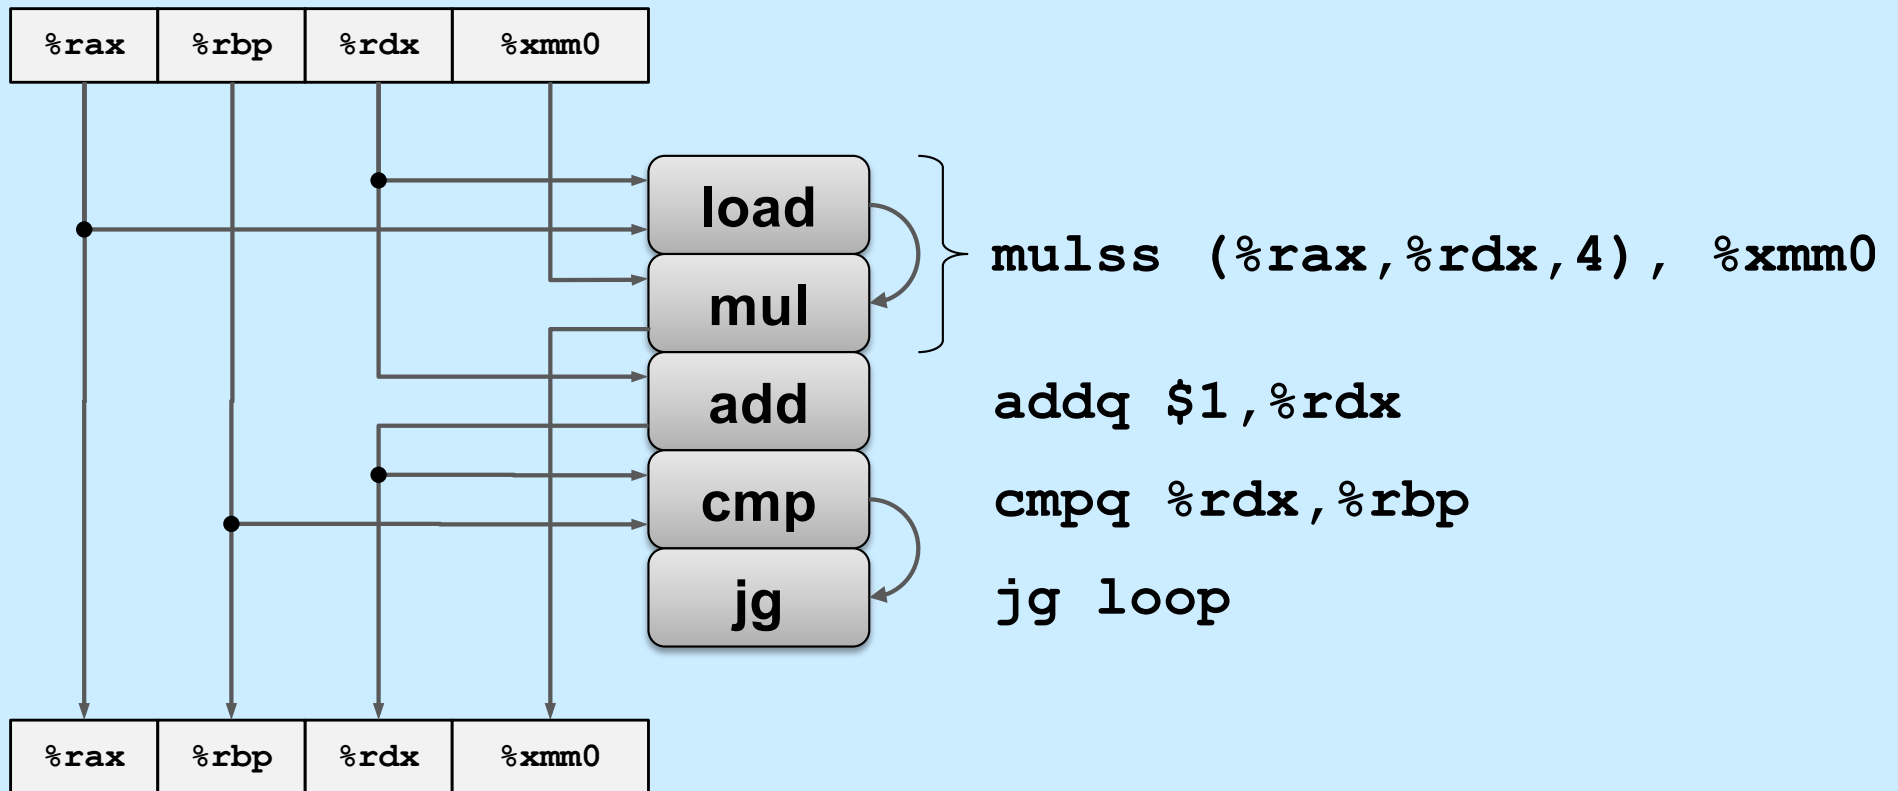 %rax %rbp %rdx %xmm0
load
mul
mulss (%rax,%rdx,4), %xmm0
add
addq $1,%rdx
cmp
cmpq %rdx,%rbp
jg
jg loop
%rax %rbp %rdx %xmm0